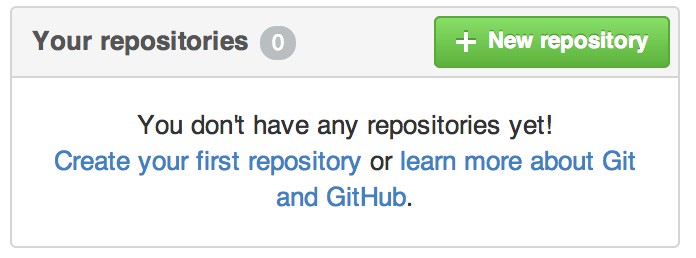 Your repositories 0
+ New repository
You don't have any repositories yet!
Create your first repository or learn more about Git
and GitHub.